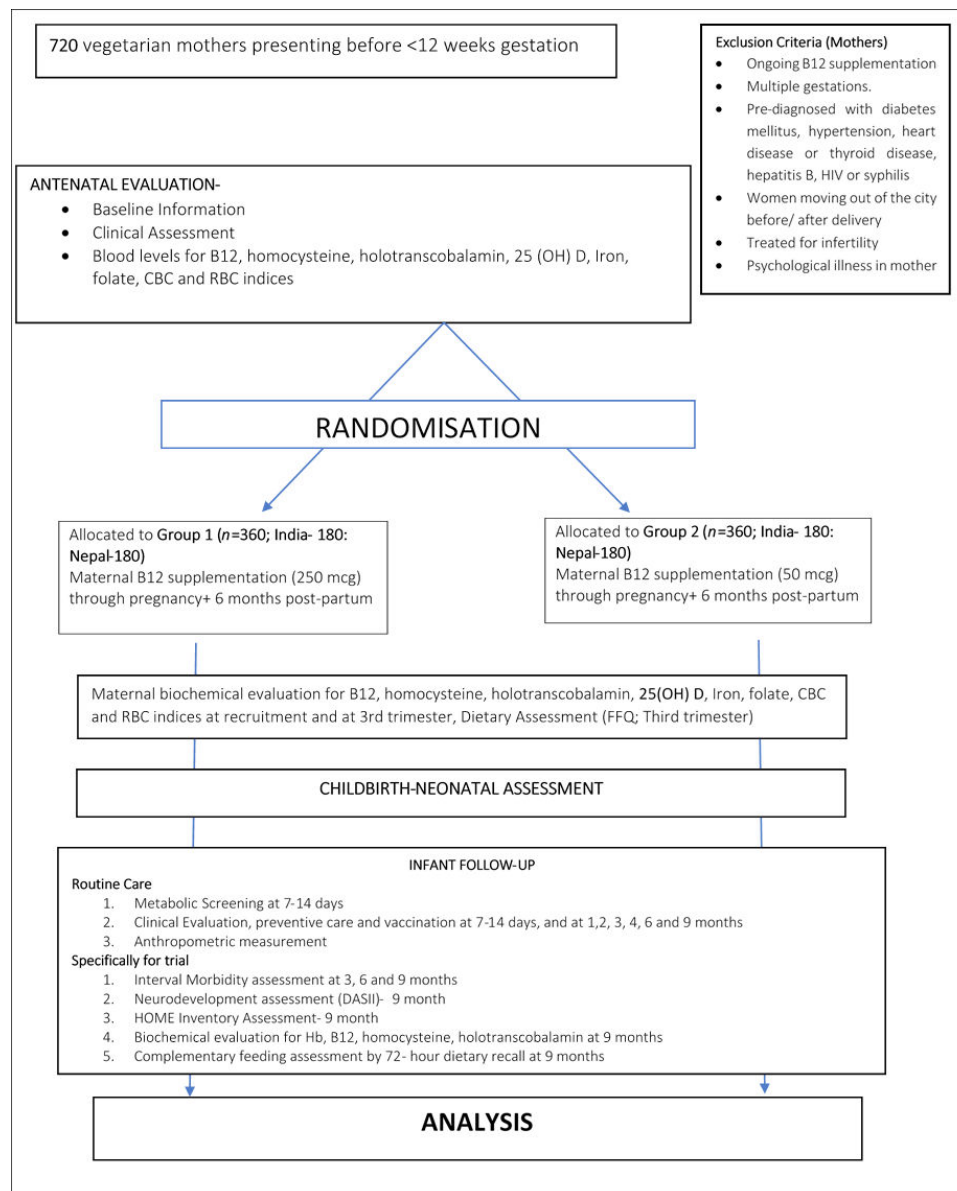 720 vegetarian mothers presenting before <12 weeks gestation
Exclusion Criteria (Mothers)
• Ongoing B12 supplementation
• Multiple gestations.
• Pre-diagnosed with diabetes
mellitus, hypertension, heart
disease or thyroid disease,
hepatitis B, HIV or syphilis
• Women moving out of the city
before/ after delivery
• Treated for infertility
• Psychological illness in mother
ANTENATAL EVALUATION-
• Baseline Information
• Clinical Assessment
• Blood levels for B12, homocysteine, holotranscobalamin, 25 (OH) D, Iron,
folate, CBC and RBC indices
RANDOMISATION
Allocated to Group 1 (n=360; India- 180:
Nepal-180)
Maternal B12 supplementation (250 mcg)
through pregnancy+ 6 months post-partum
Allocated to Group 2 (n=360; India- 180:
Nepal-180)
Maternal B12 supplementation (50 mcg)
through pregnancy+ 6 months post-partum
Maternal biochemical evaluation for B12, homocysteine, holotranscobalamin, 25(OH) D, Iron, folate, CBC
and RBC indices at recruitment and at 3rd trimester, Dietary Assessment (FFQ; Third trimester)
CHILDBIRTH-NEONATAL ASSESSMENT
INFANT FOLLOW-UP
Routine Care
1. Metabolic Screening at 7-14 days
2. Clinical Evaluation, preventive care and vaccination at 7-14 days, and at 1,2, 3, 4, 6 and 9 months
3. Anthropometric measurement
Specifically for trial
1. Interval Morbidity assessment at 3, 6 and 9 months
2. Neurodevelopment assessment (DASII)- 9 month
3. HOME Inventory Assessment- 9 month
4. Biochemical evaluation for Hb, B12, homocysteine, holotranscobalamin at 9 months
5. Complementary feeding assessment by 72- hour dietary recall at 9 months
ANALYSIS